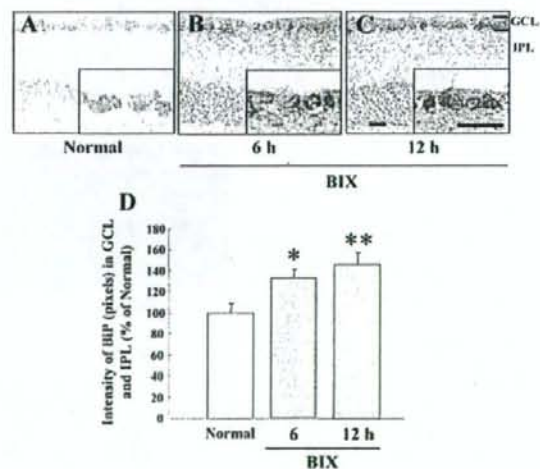 A B C GCL
IPL
Normal 6 h 12 h
BIX
D
Intensity of BiP (pixels) in GCL
and IPL (% of Normal)
180
160
140
120
100
80
60
40
20
0
*
**
Normal 6 12 h
BIX